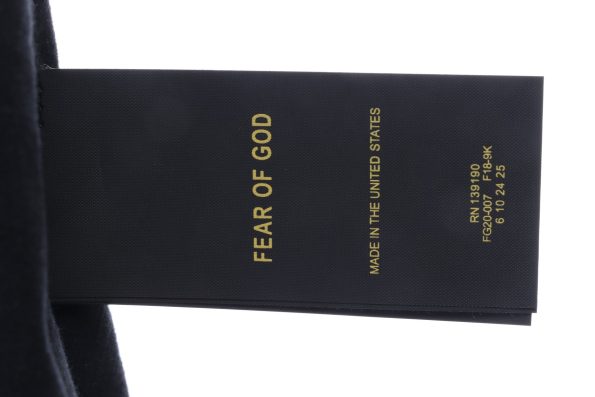 FEAR OF GOD
MADE IN THE UNITED STATES
RN 139190
FG20-007 F18-9K
6 10 24 25